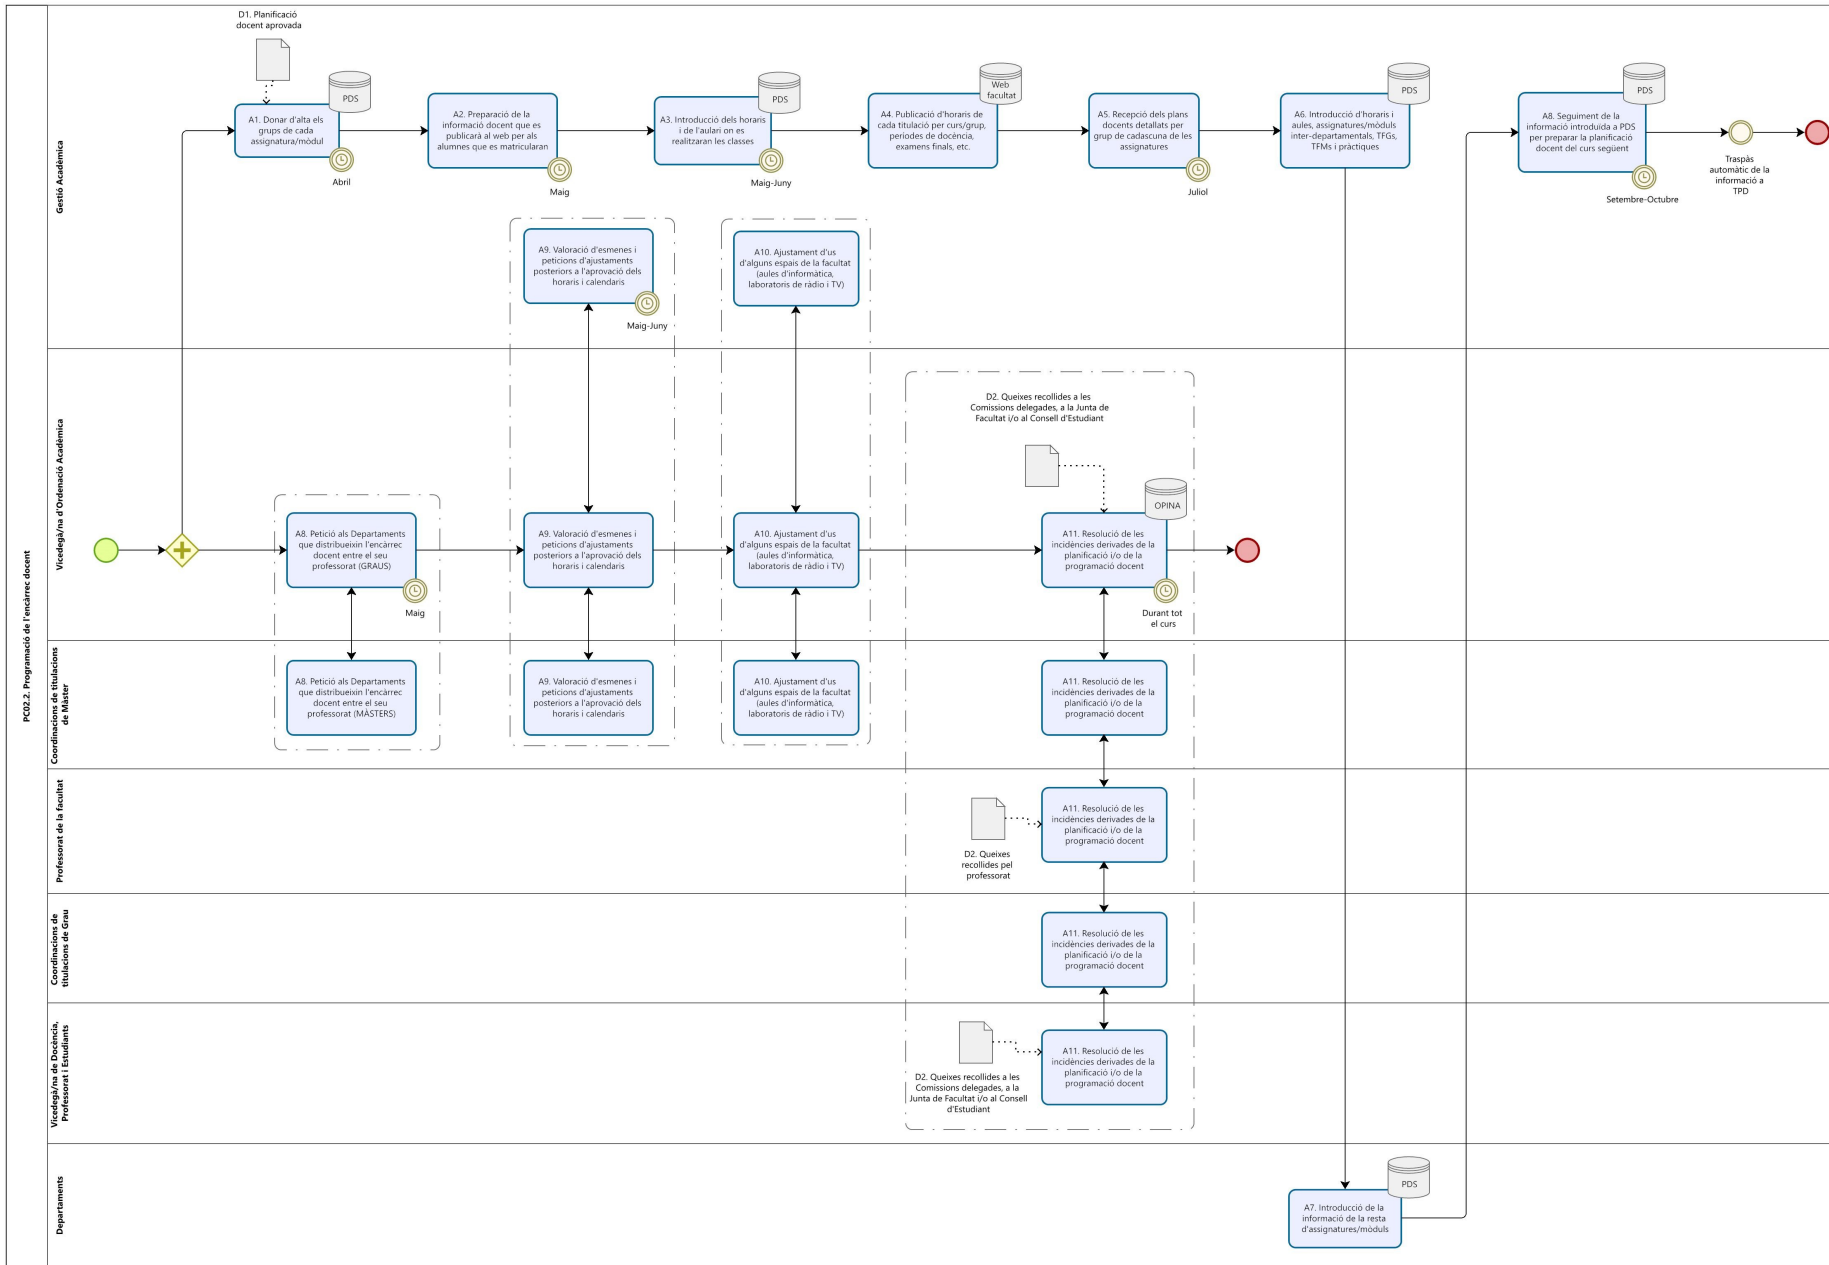 PC02.2. Programació de l'encàrrec docent
Gestió Acadèmica
D1. Planificació
docent aprovada
PDS
A1. Donar d'alta els
grups de cada
assignatura/mòdul
Abril
A2. Preparació de la
informació docent que es
publicarà al web per als
alumnes que es matricularan
Maig
PDS
A3. Introducció dels horaris
i de l'aulari on es
realitzaran les classes
Maig-Juny
Web
facultat
A4. Publicació d'horaris de
cada titulació per curs/grup,
períodes de docència,
examens finals, etc.
A5. Recepció dels plans
docents detallats per
grup de cadascuna de les
assignatures
Juliol
PDS
A6. Introducció d'horaris i
aules, assignatures/mòduls
inter-departamentals, TFGs,
TFMs i pràctiques
PDS
A8. Seguiment de la
informació introduïda a PDS
per preparar la planificació
docent del curs següent
Setembre-Octubre
Traspàs
automàtic de la
informació a
TPD
A9. Valoració d'esmenes i
peticions d'ajustaments
posteriors a l'aprovació dels
horaris i calendaris
Maig-Juny
A10. Ajustament d'us
d'alguns espais de la facultat
(aules d'informàtica,
laboratoris de ràdio i TV)
Vicedegà/na d'Ordenació Acadèmica
D2. Queixes recollides a les
Comissions delegades, a la Junta de
Facultat i/o al Consell d'Estudiant
OPINA
A8. Petició als Departaments
que distribueixin l'encàrrec
docent entre el seu
professorat (GRAUS)
Maig
A9. Valoració d'esmenes i
peticions d'ajustaments
posteriors a l'aprovació dels
horaris i calendaris
A10. Ajustament d'us
d'alguns espais de la facultat
(aules d'informàtica,
laboratoris de ràdio i TV)
A11. Resolució de les
incidències derivades de la
planificació i/o de la
programació docent
Durant tot
el curs
Coordinacions de titulacions
de Màster
A8. Petició als Departaments
que distribueixin l'encàrrec
docent entre el seu
professorat (MÀSTERS)
A9. Valoració d'esmenes i
peticions d'ajustaments
posteriors a l'aprovació dels
horaris i calendaris
A10. Ajustament d'us
d'alguns espais de la facultat
(aules d'informàtica,
laboratoris de ràdio i TV)
A11. Resolució de les
incidències derivades de la
planificació i/o de la
programació docent
Professorat de la facultat
D2. Queixes
recollides pel
professorat
A11. Resolució de les
incidències derivades de la
planificació i/o de la
programació docent
Coordinacions de
titulacions de Grau
A11. Resolució de les
incidències derivades de la
planificació i/o de la
programació docent
Vicedegà/na de Docència,
Professorat i Estudiants
D2. Queixes recollides a les
Comissions delegades, a la
Junta de Facultat i/o al Consell
d'Estudiant
A11. Resolució de les
incidències derivades de la
planificació i/o de la
programació docent
Departaments
PDS
A7. Introducció de la
informació de la resta
d'assignatures/mòduls